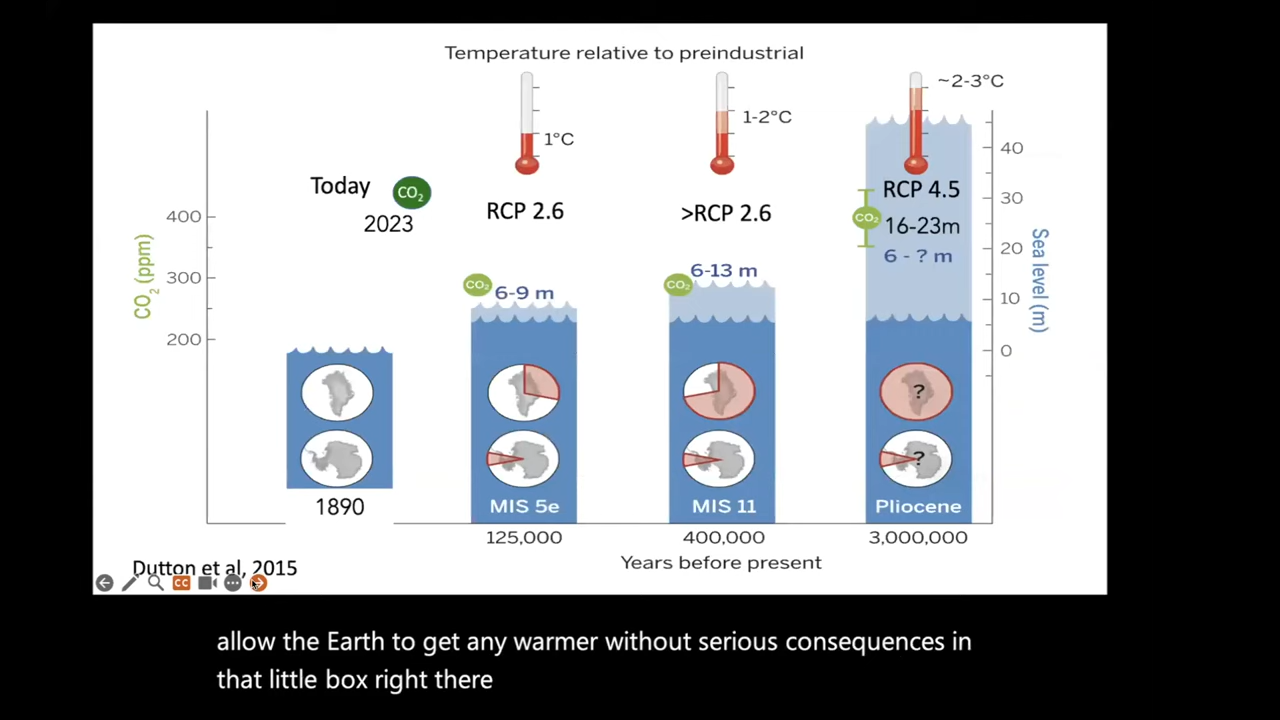 Temperature relative to preindustrial
1°C
1-2°C
~2-3°C
Today
CO₂
2023
RCP 2.6
>RCP 2.6
RCP 4.5
CO₂
16-23m
6 - ? m
CO₂
6-9 m
CO₂
6-13 m
CO₂ (ppm)
400
300
200
Sea level (m)
40
30
20
10
0
?
?
1890
MIS 5e
MIS 11
Pliocene
125,000
400,000
3,000,000
Years before present
Dutton et al, 2015
CC
allow the Earth to get any warmer without serious consequences in
that little box right there